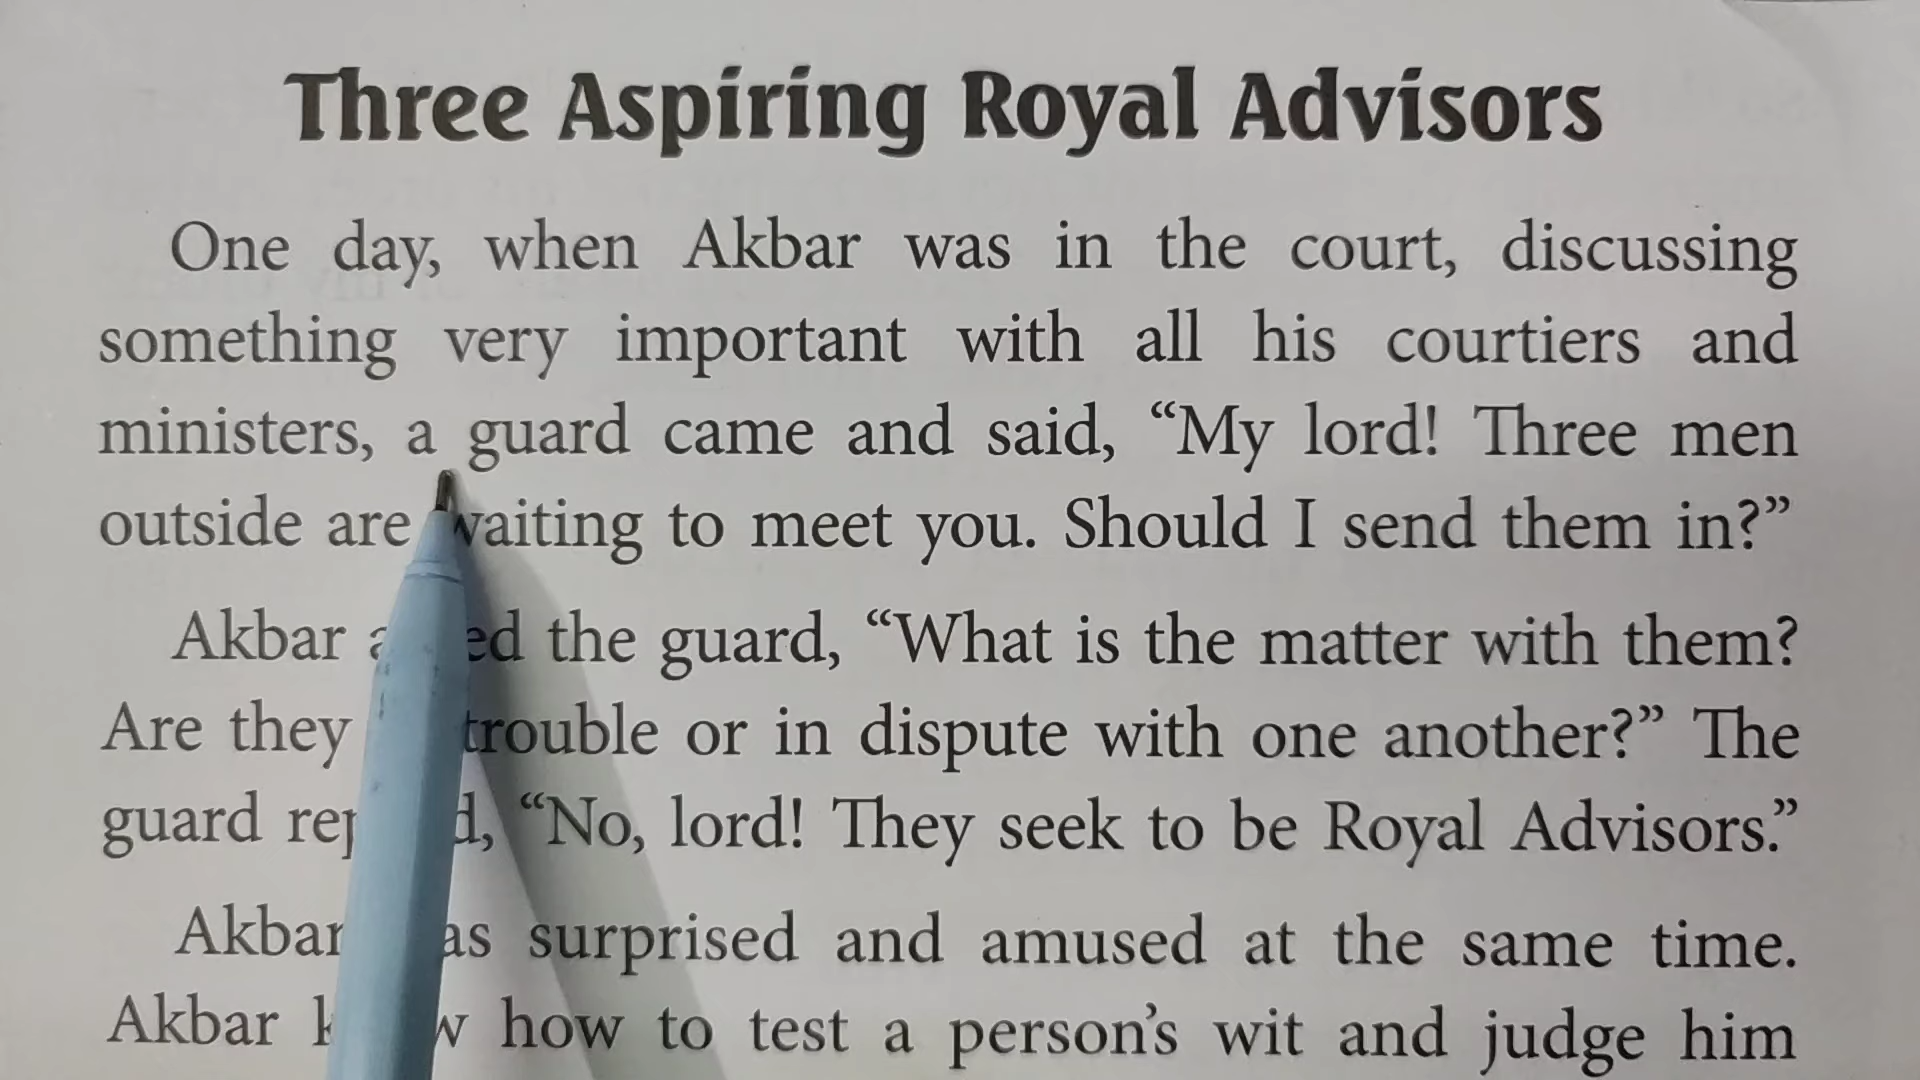 Three Aspiring Royal Advisors
One day, when Akbar was in the court, discussing
something very important with all his courtiers and
ministers, a guard came and said, “My lord! Three men
outside are waiting to meet you. Should I send them in?”
Akbar the guard, “What is the matter with them?
Are they trouble or in dispute with one another?” The
guard “No, lord! They seek to be Royal Advisors.”
Akbar surprised and amused at the same time.
Akbar how to test a person’s wit and judge him